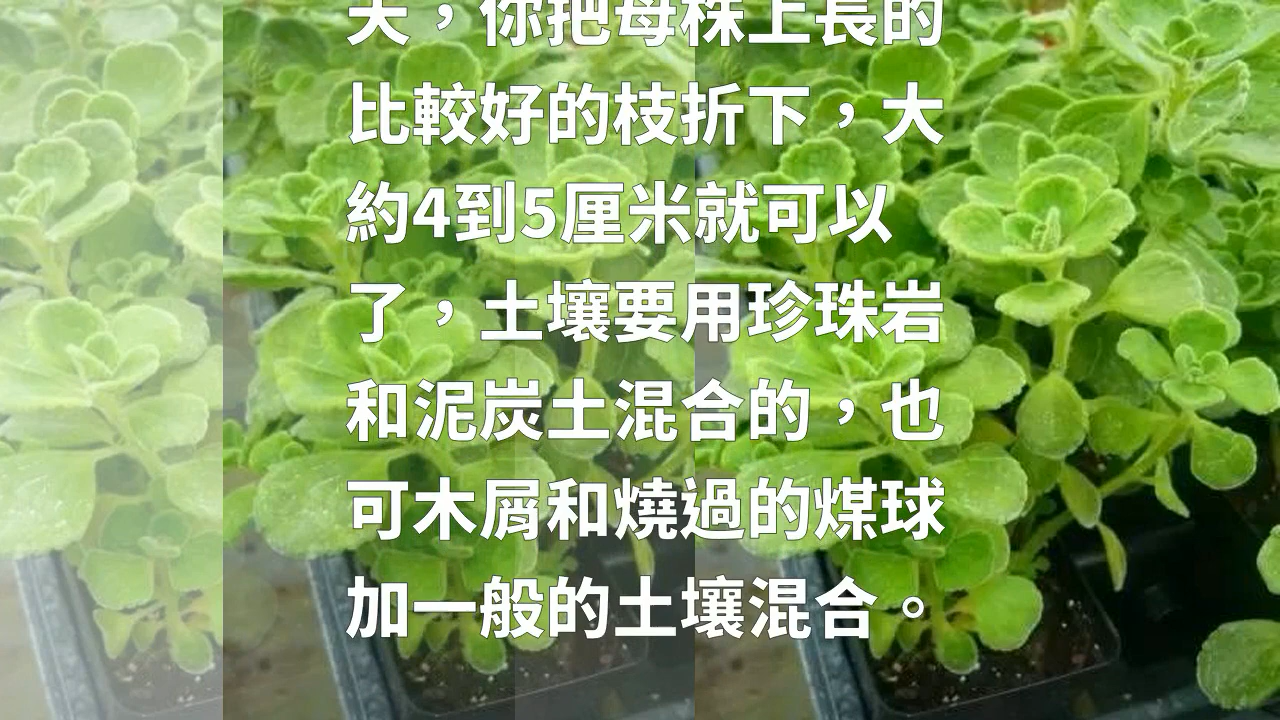 天，你把母株上長的
比較好的枝折下，大
約4到5厘米就可以
了，土壤要用珍珠岩
和泥炭土混合的，也
可木屑和燒過的煤球
加一般的土壤混合。